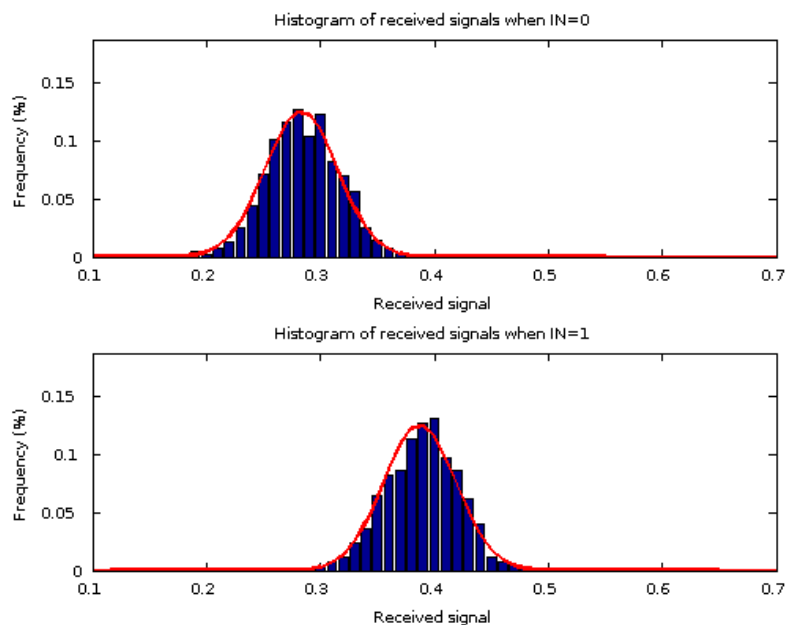 Histogram of received signals when IN=0
Frequency (%)
0.15
0.1
0.05
0
0.1 0.2 0.3 0.4 0.5 0.6 0.7
Received signal
Histogram of received signals when IN=1
Frequency (%)
0.15
0.1
0.05
0
0.1 0.2 0.3 0.4 0.5 0.6 0.7
Received signal